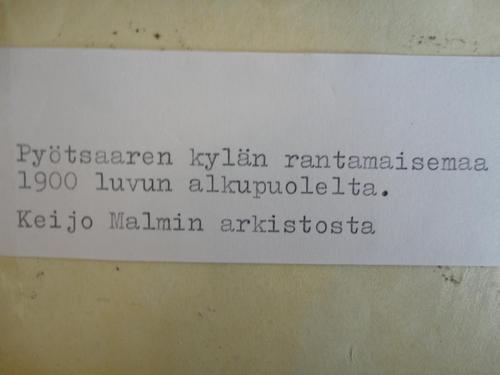 Pyötsaaren kylän rantamaisemaa
1900 luvun alkupuolelta.
Keijo Malmin arkistosta